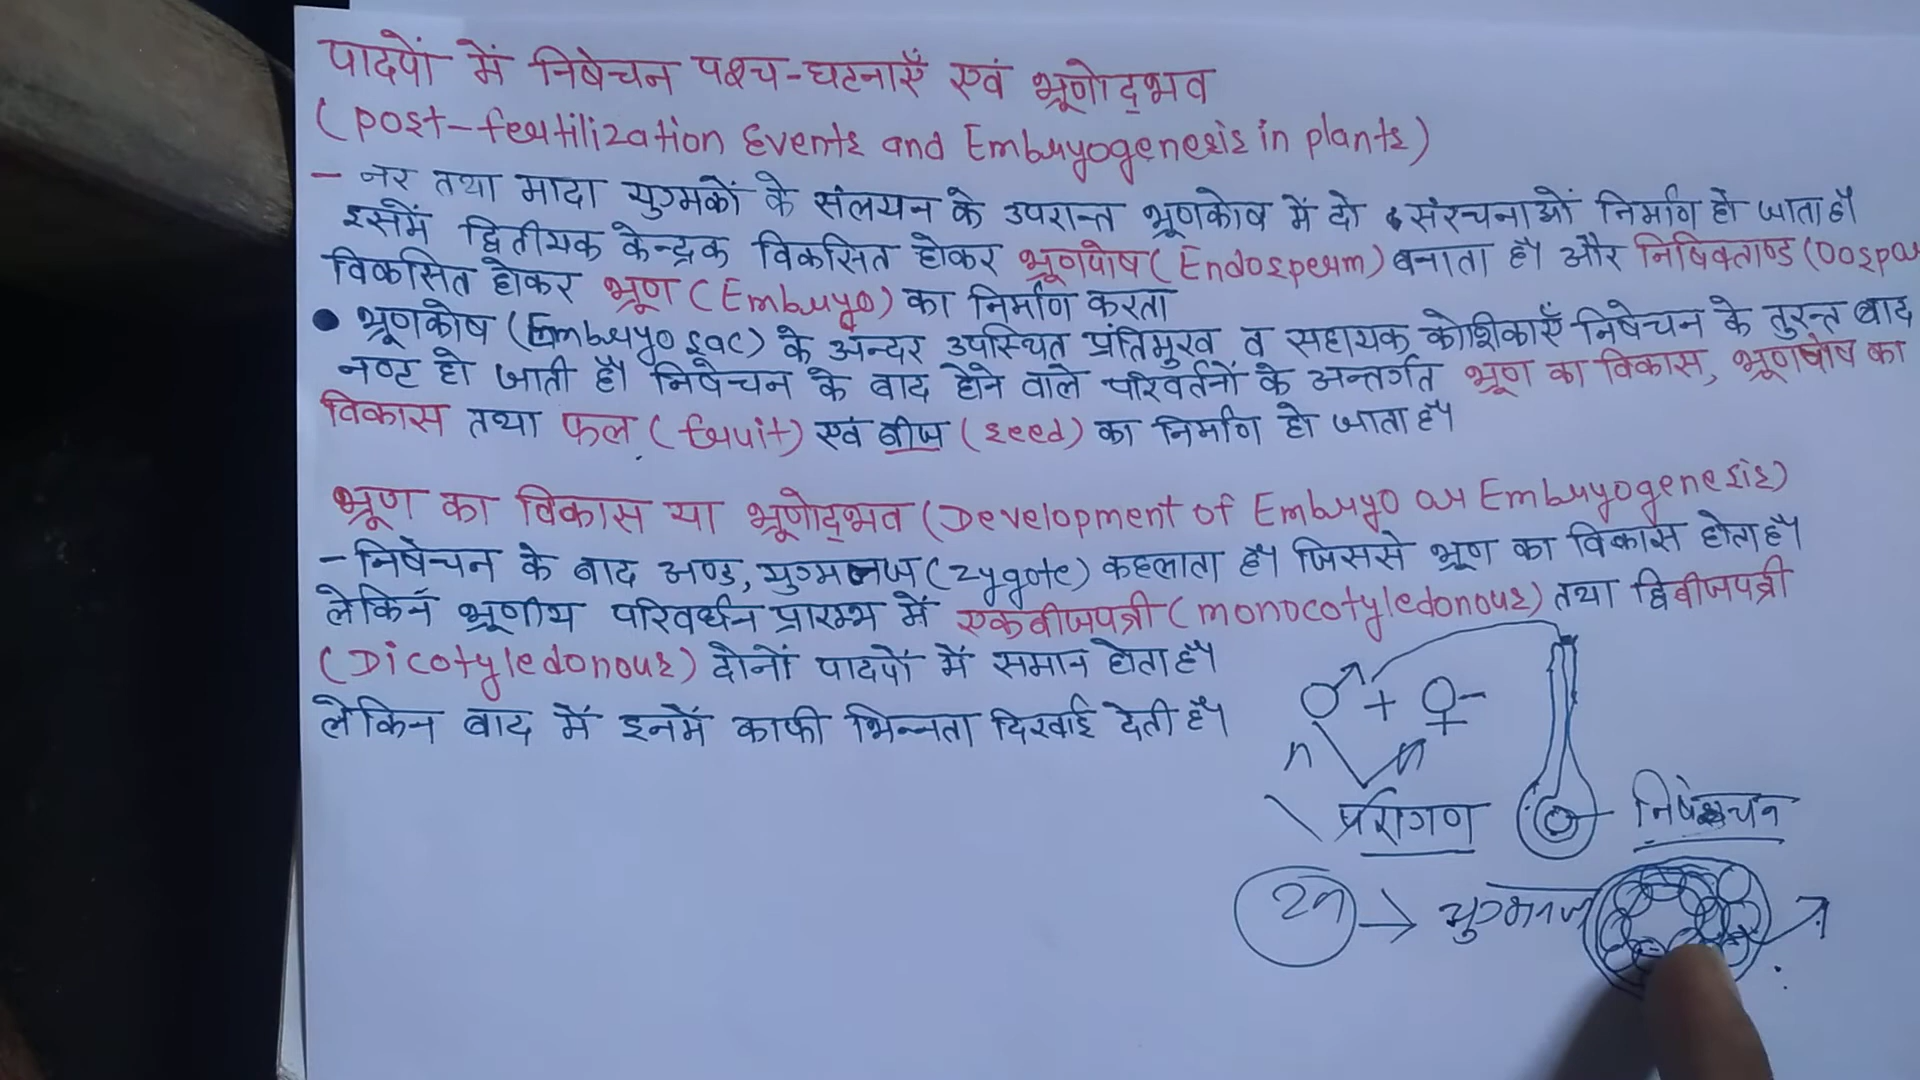 पादपों में निषेचन पश्च-घटनाएँ एवं भ्रूणोद्‌भव
(post-fertilization Events and Embryogenesis in plants)
- नर तथा मादा युग्मकों के संलयन के उपरान्त भ्रूणकोष में दो संरचनाओं निर्माण हो जाता है।
इसमें द्वितीयक केन्द्रक विकसित होकर भ्रूणपोष (Endosperm) बनाता है। और निषिक्ताण्ड (Oospo
विकसित होकर भ्रूण (Embryo) का निर्माण करता
● भ्रूणकोष (Embryo sac) के अन्दर उपस्थित प्रतिमुख व सहायक कोशिकाएँ निषेचन के तुरन्त बाद
नष्ट हो जाती है। निषेचन के बाद होने वाले परिवर्तनों के अन्तर्गत भ्रूण का विकास, भ्रूणपोष का
विकास तथा फल (fruit) एवं बीज (seed) का निर्माण हो जाता है।
भ्रूण का विकास या भ्रूणोद्‌भव (Development of Embryo or Embryogenesis)
- निषेचन के बाद अण्ड, युग्मनज (zygote) कहलाता है। जिससे भ्रूण का विकास होता है।
लेकिन भ्रूणीय परिवर्धन प्रारम्भ में एकबीजपत्री (monocotyledonous) तथा द्विबीजपत्री
(Dicotyledonous) दोनों पादपों में समान होता है।
लेकिन बाद में इनमें काफी भिन्नता दिखाई देती है।
♂ + ♀
n n
परागण निषेचन
2n → युग्मनज